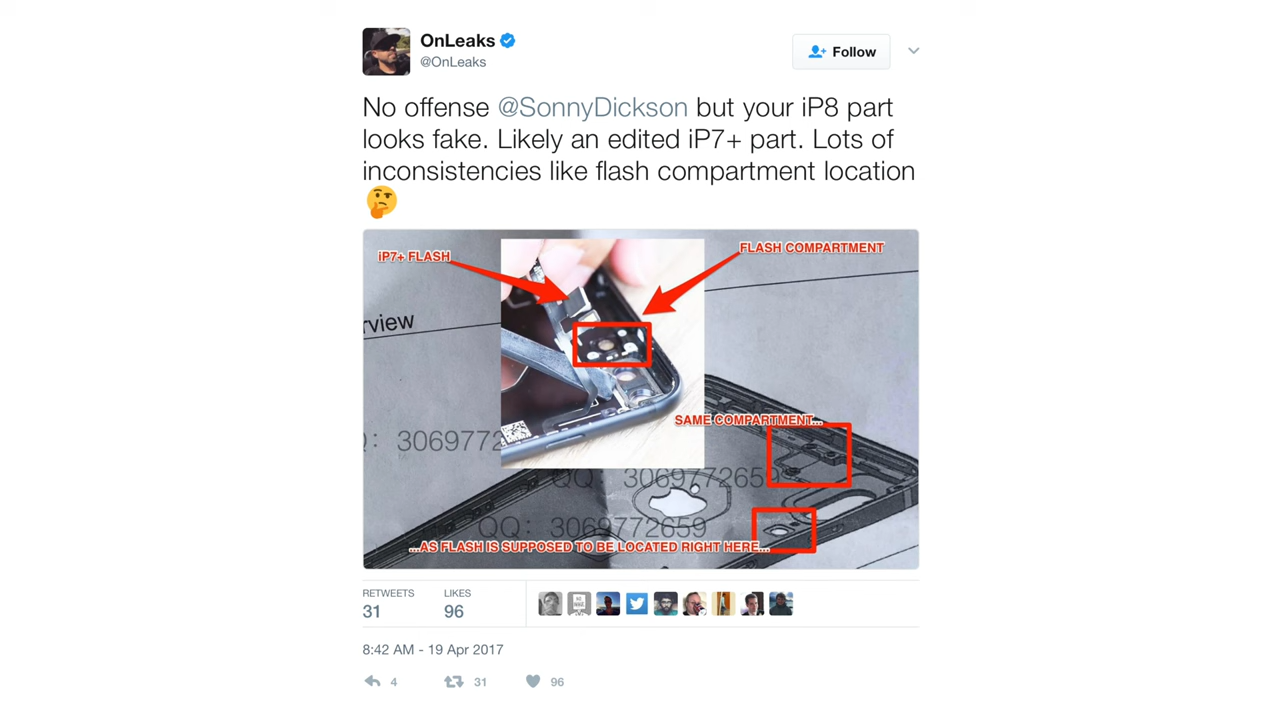 OnLeaks
@OnLeaks
Follow
No offense @SonnyDickson but your iP8 part
looks fake. Likely an edited iP7+ part. Lots of
inconsistencies like flash compartment location
🤔
iP7+ FLASH
FLASH COMPARTMENT
rview
SAME COMPARTMENT...
: 3069772
QQ: 3069772659
QQ: 3069772659
...AS FLASH IS SUPPOSED TO BE LOCATED RIGHT HERE...
RETWEETS
31
LIKES
96
8:42 AM - 19 Apr 2017
4
31
96